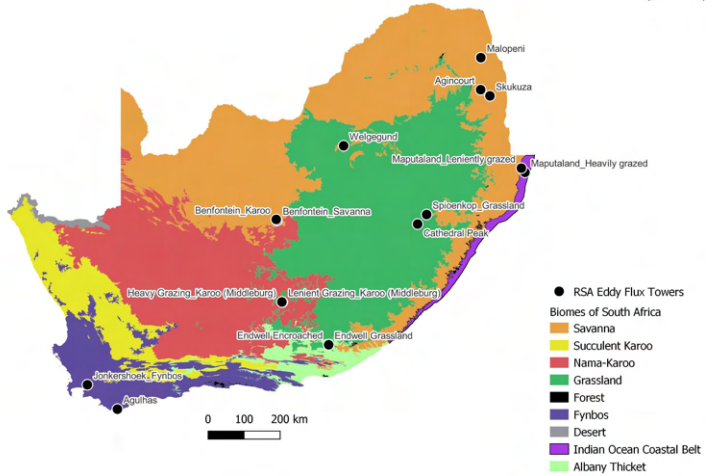 Malopeni
Agincourt
Skukuza
Welgegund
Maputaland_Leniently grazed
Maputaland_Heavily grazed
Benfontein_Karoo
Benfontein_Savanna
Spioenkop_Grassland
Cathedral Peak
Heavy Grazing_Karoo (Middleburg)
Lenient Grazing_Karoo (Middleburg)
Endwell Encroached
Endwell Grassland
Jonkershoek_Fynbos
Agulhas
0 100 200 km
RSA Eddy Flux Towers
Biomes of South Africa
Savanna
Succulent Karoo
Nama-Karoo
Grassland
Forest
Fynbos
Desert
Indian Ocean Coastal Belt
Albany Thicket